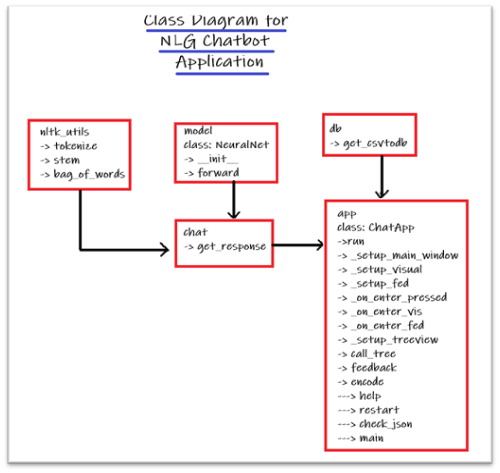 Class Diagram for
NLG Chatbot
Application
nltk_utils
-> tokenize
-> stem
-> bag_of_words
model
class: NeuralNet
-> __init__
-> forward
db
-> get_csvtodb
chat
-> get_response
app
class: ChatApp
->run
-> _setup_main_window
-> _setup_visual
-> _setup_fed
-> _on_enter_pressed
-> _on_enter_vis
-> _on_enter_fed
-> _setup_treeview
-> call_tree
-> feedback
-> encode
---> help
---> restart
---> check_json
---> main